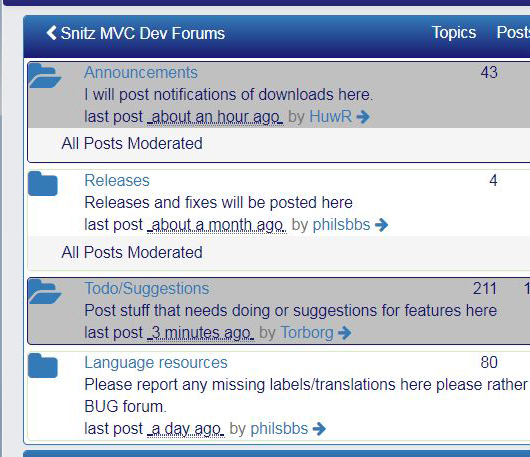 Snitz MVC Dev Forums Topics Posts
Announcements 43
I will post notifications of downloads here.
last post about an hour ago by HuwR
All Posts Moderated
Releases 4
Releases and fixes will be posted here
last post about a month ago by philsbbs
All Posts Moderated
Todo/Suggestions 211 1
Post stuff that needs doing or suggestions for features here
last post 3 minutes ago by Torborg
Language resources 80
Please report any missing labels/translations here please rather
BUG forum.
last post a day ago by philsbbs